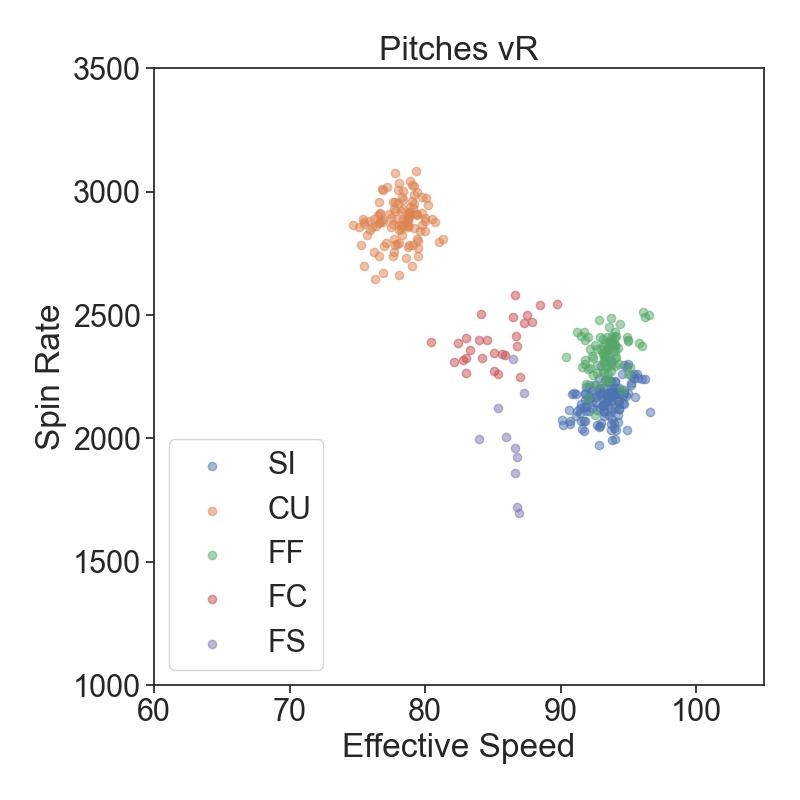 Pitches vR
3500
3000
2500
2000
1500
1000
Spin Rate
SI
CU
FF
FC
FS
60 70 80 90 100
Effective Speed